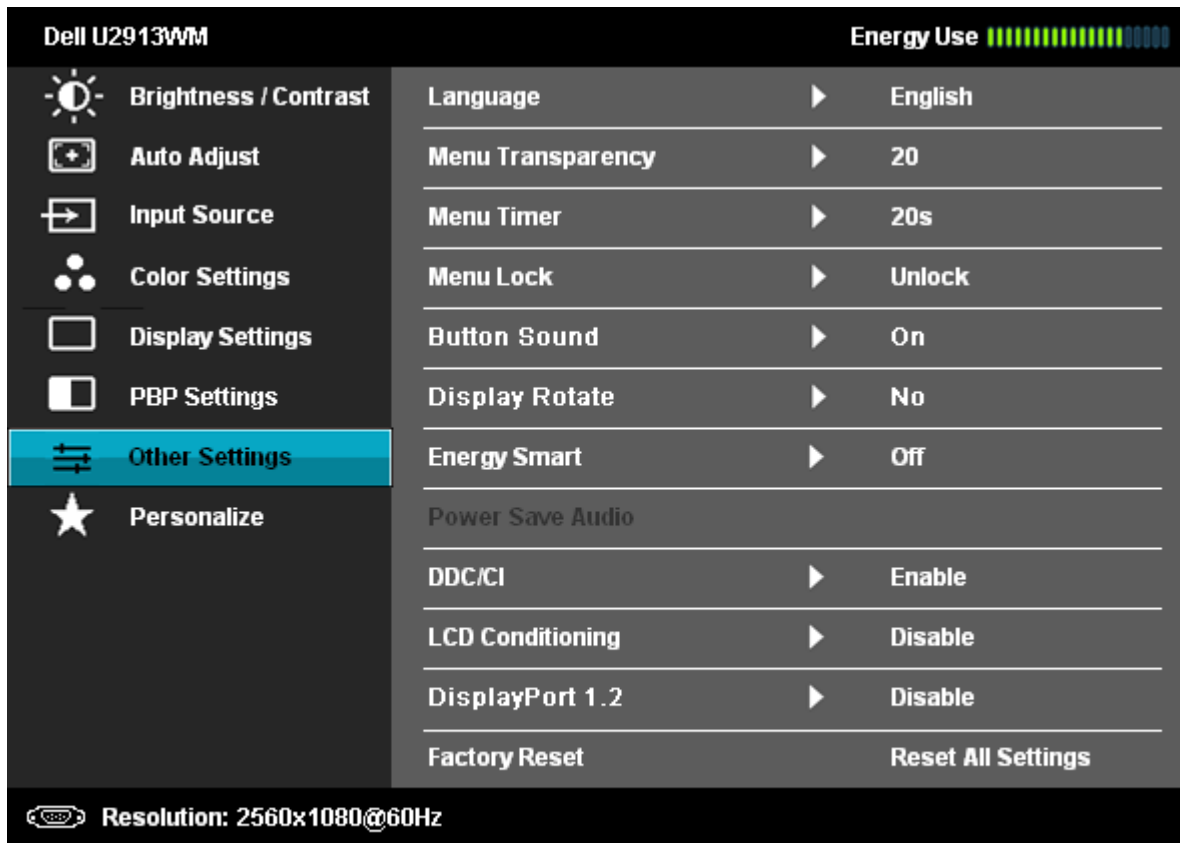 Dell U2913WM Energy Use
Brightness / Contrast
Auto Adjust
Input Source
Color Settings
Display Settings
PBP Settings
Other Settings
Personalize
Language English
Menu Transparency 20
Menu Timer 20s
Menu Lock Unlock
Button Sound On
Display Rotate No
Energy Smart Off
Power Save Audio
DDC/CI Enable
LCD Conditioning Disable
DisplayPort 1.2 Disable
Factory Reset Reset All Settings
Resolution: 2560x1080@60Hz